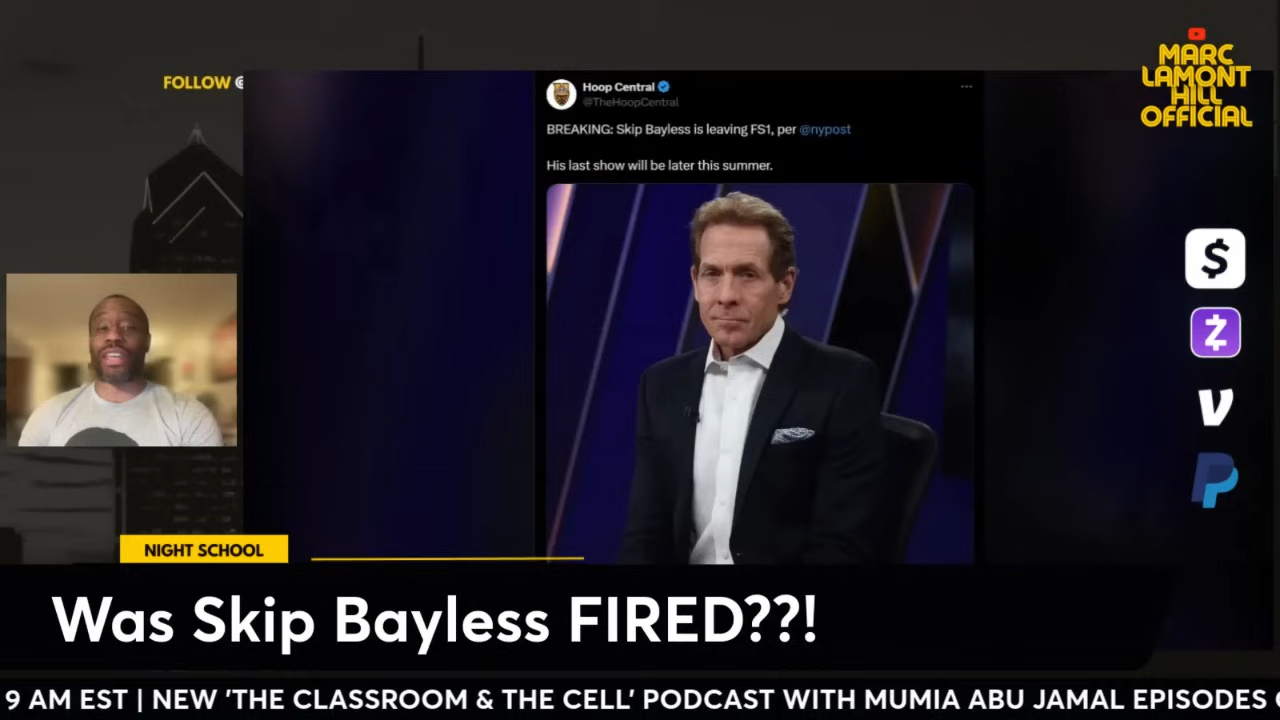 FOLLOW @
Hoop Central
@TheHoopCentral
BREAKING: Skip Bayless is leaving FS1, per @nypost
His last show will be later this summer.
MARC
LAMONT
HILL
OFFICIAL
NIGHT SCHOOL
Was Skip Bayless FIRED??!
9 AM EST | NEW 'THE CLASSROOM & THE CELL' PODCAST WITH MUMIA ABU JAMAL EPISODES